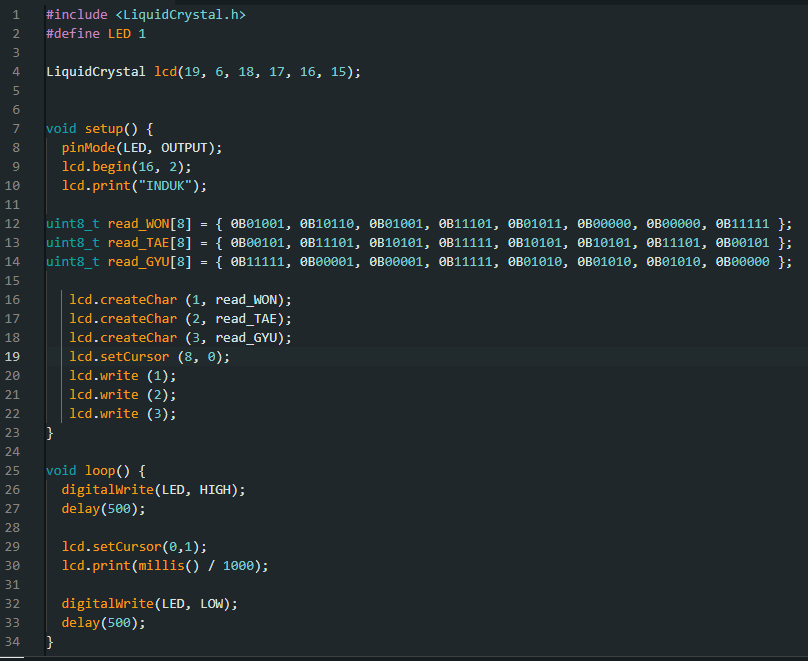 1 #include <LiquidCrystal.h>
2 #define LED 1
3
4 LiquidCrystal lcd(19, 6, 18, 17, 16, 15);
5
6
7 void setup() {
8   pinMode(LED, OUTPUT);
9   lcd.begin(16, 2);
10   lcd.print("INDUK");
11
12 uint8_t read_WON[8] = { 0B01001, 0B10110, 0B01001, 0B11101, 0B01011, 0B00000, 0B00000, 0B11111 };
13 uint8_t read_TAE[8] = { 0B00101, 0B11101, 0B10101, 0B11111, 0B10101, 0B10101, 0B11101, 0B00101 };
14 uint8_t read_GYU[8] = { 0B11111, 0B00001, 0B00001, 0B11111, 0B01010, 0B01010, 0B01010, 0B00000 };
15
16    lcd.createChar (1, read_WON);
17    lcd.createChar (2, read_TAE);
18    lcd.createChar (3, read_GYU);
19    lcd.setCursor (8, 0);
20    lcd.write (1);
21    lcd.write (2);
22    lcd.write (3);
23 }
24
25 void loop() {
26   digitalWrite(LED, HIGH);
27   delay(500);
28
29   lcd.setCursor(0,1);
30   lcd.print(millis() / 1000);
31
32   digitalWrite(LED, LOW);
33   delay(500);
34 }